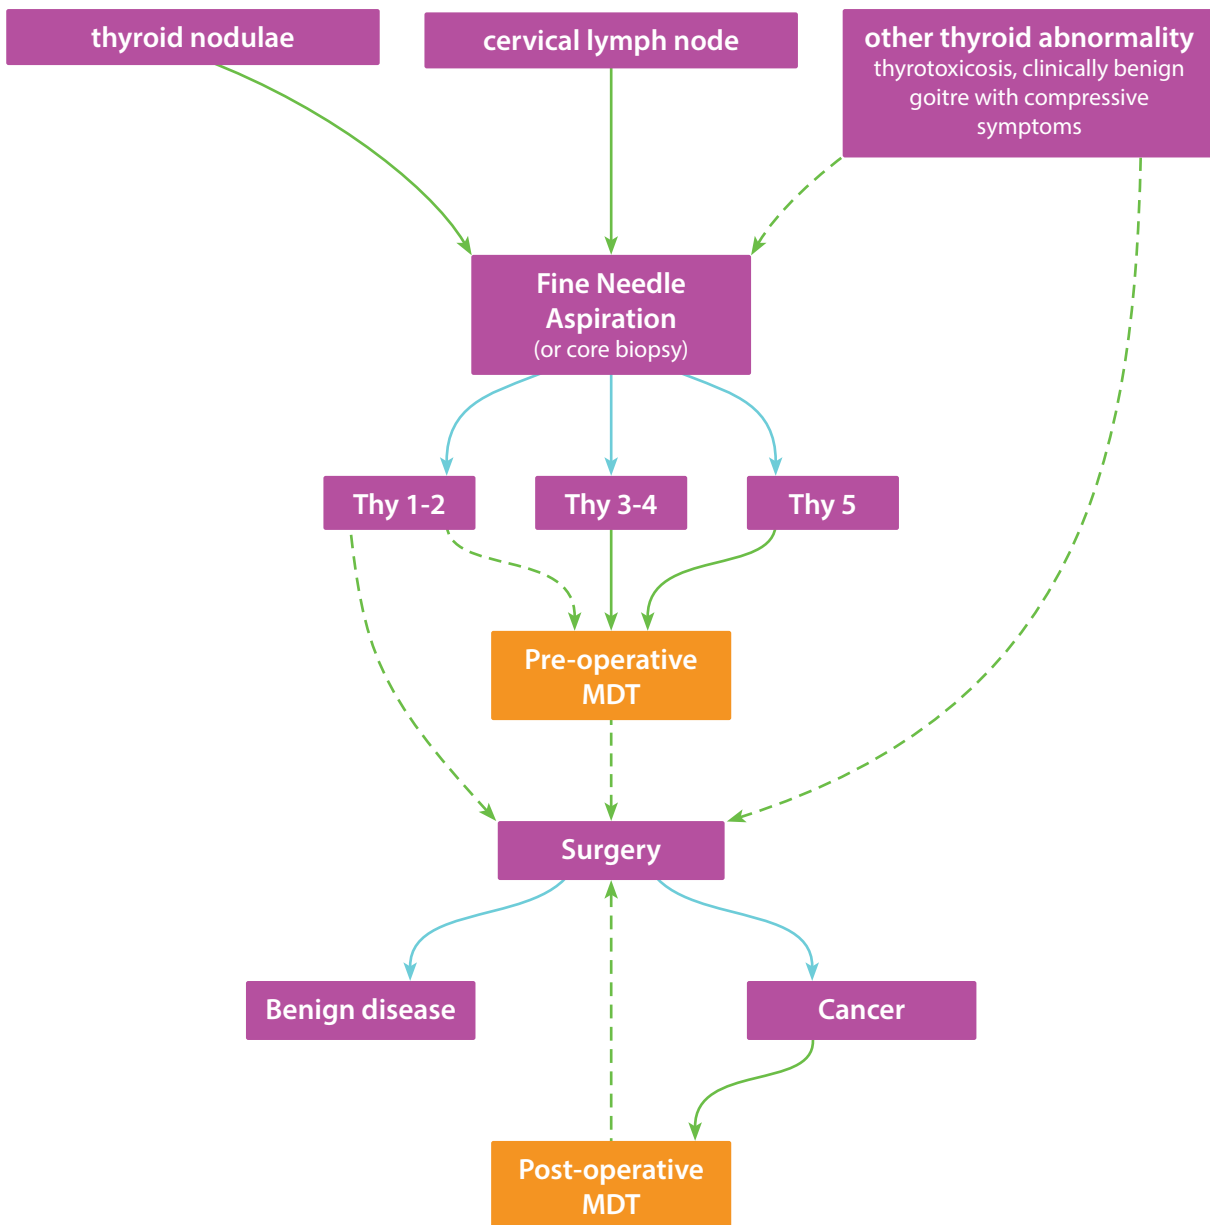 thyroid nodulae
cervical lymph node
other thyroid abnormality
thyrotoxicosis, clinically benign
goitre with compressive
symptoms
Fine Needle
Aspiration
(or core biopsy)
Thy 1-2
Thy 3-4
Thy 5
Pre-operative
MDT
Surgery
Benign disease
Cancer
Post-operative
MDT